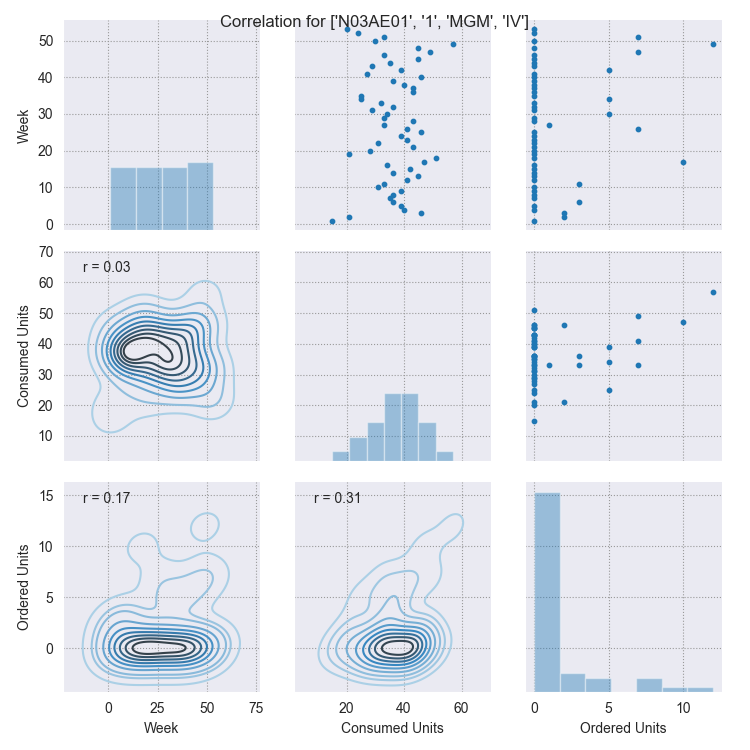 Correlation for ['N03AE01', '1', 'MGM', 'IV']
50
40
30
20
10
0
Week
70
60
50
40
30
20
10
Consumed Units
r = 0.03
15
10
5
0
Ordered Units
r = 0.17
r = 0.31
0 25 50 75
20 40 60
0 5 10
Week
Consumed Units
Ordered Units